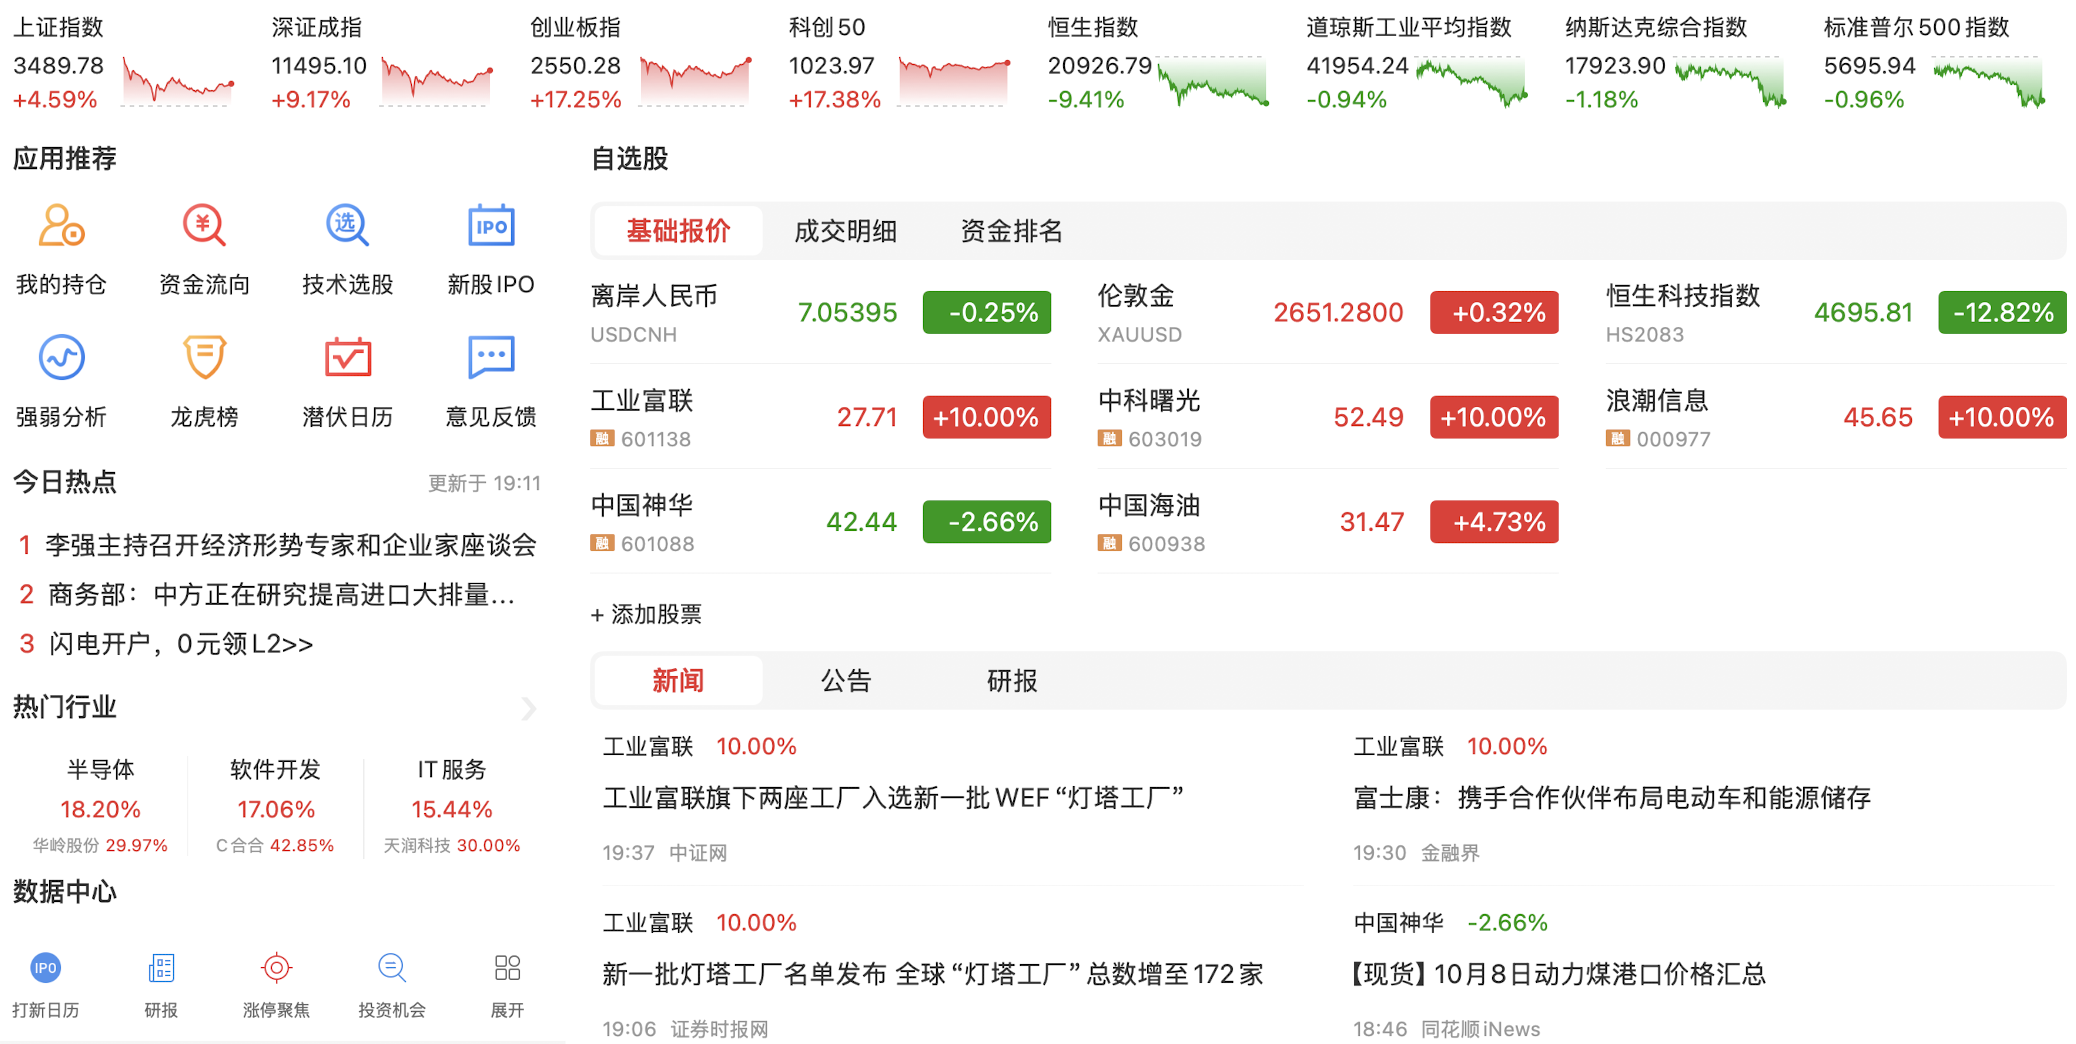 上证指数
3489.78
+4.59%
深证成指
11495.10
+9.17%
创业板指
2550.28
+17.25%
科创50
1023.97
+17.38%
恒生指数
20926.79
-9.41%
道琼斯工业平均指数
41954.24
-0.94%
纳斯达克综合指数
17923.90
-1.18%
标准普尔500指数
5695.94
-0.96%
应用推荐
¥ 选 IPO
我的持仓 资金流向 技术选股 新股IPO
强弱分析 龙虎榜 潜伏日历 意见反馈
今日热点 更新于 19:11
1 李强主持召开经济形势专家和企业家座谈会
2 商务部：中方正在研究提高进口大排量...
3 闪电开户，0元领L2>>
热门行业
半导体
18.20%
华岭股份 29.97%
软件开发
17.06%
C合合 42.85%
IT服务
15.44%
天润科技 30.00%
数据中心
IPO
打新日历 研报 涨停聚焦 投资机会 展开
自选股
基础报价 成交明细 资金排名
离岸人民币
USDCNH
7.05395 -0.25%
伦敦金
XAUUSD
2651.2800 +0.32%
恒生科技指数
HS2083
4695.81 -12.82%
工业富联
融 601138
27.71 +10.00%
中科曙光
融 603019
52.49 +10.00%
浪潮信息
融 000977
45.65 +10.00%
中国神华
融 601088
42.44 -2.66%
中国海油
融 600938
31.47 +4.73%
+ 添加股票
新闻 公告 研报
工业富联 10.00%
工业富联旗下两座工厂入选新一批WEF“灯塔工厂”
19:37 中证网
工业富联 10.00%
富士康：携手合作伙伴布局电动车和能源储存
19:30 金融界
工业富联 10.00%
新一批灯塔工厂名单发布 全球“灯塔工厂”总数增至172家
19:06 证券时报网
中国神华 -2.66%
【现货】10月8日动力煤港口价格汇总
18:46 同花顺iNews